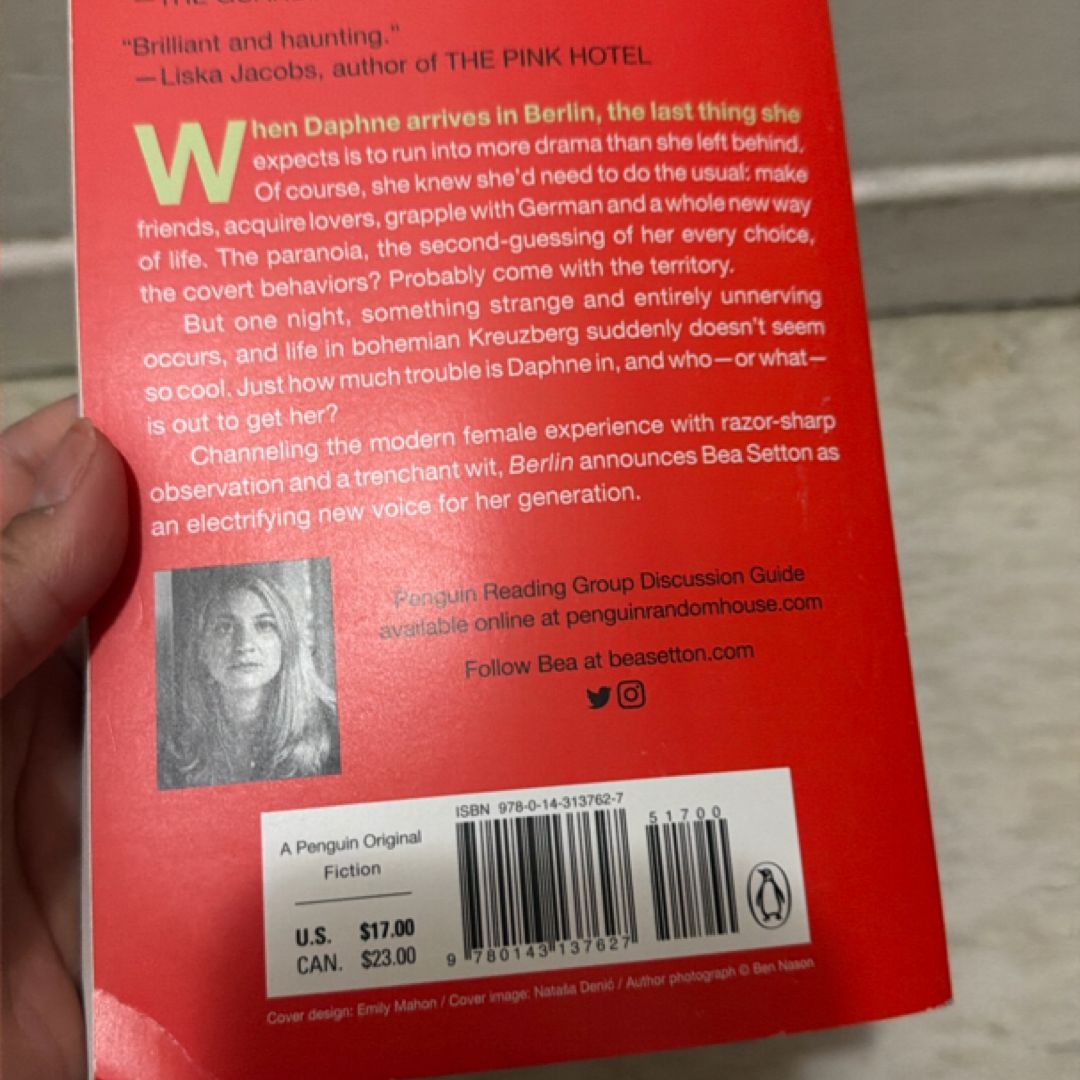 "Brilliant and haunting."
—Liska Jacobs, author of THE PINK HOTEL
When Daphne arrives in Berlin, the last thing she
expects is to run into more drama than she left behind.
Of course, she knew she'd need to do the usual: make
friends, acquire lovers, grapple with German and a whole new way
of life. The paranoia, the second-guessing of her every choice,
the covert behaviors? Probably come with the territory.
But one night, something strange and entirely unnerving
occurs, and life in bohemian Kreuzberg suddenly doesn't seem
so cool. Just how much trouble is Daphne in, and who—or what—
is out to get her?
Channeling the modern female experience with razor-sharp
observation and a trenchant wit, Berlin announces Bea Setton as
an electrifying new voice for her generation.
Penguin Reading Group Discussion Guide
available online at penguinrandomhouse.com
Follow Bea at beasetton.com
A Penguin Original
Fiction
U.S. $17.00
CAN. $23.00
ISBN 978-0-14-313762-7
51700
9 780143 137627
Cover design: Emily Mahon / Cover image: Nataša Denić / Author photograph © Ben Nason